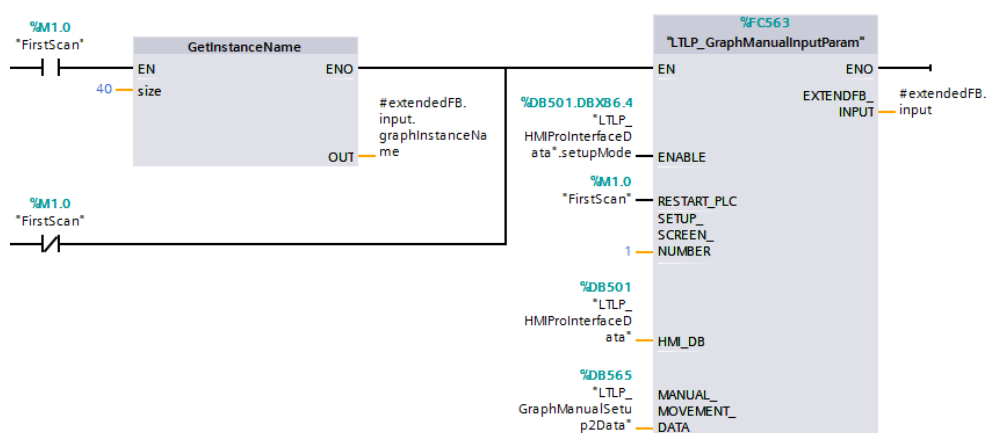 %M1.0
"FirstScan"
GetInstanceName
EN
ENO
40
size
#extendedFB.
input.
graphInstanceNa
me
OUT
%M1.0
"FirstScan"
%FC563
"LTLP_GraphManualInputParam"
EN
ENO
EXTENDFB_
INPUT
#extendedFB.
input
%DB501.DBX86.4
"LTLP_
HMIProInterfaceD
ata".setupMode
ENABLE
%M1.0
"FirstScan"
RESTART_PLC
SETUP_
SCREEN_
1
NUMBER
%DB501
"LTLP_
HMIProInterfaceD
ata"
HMI_DB
%DB565
"LTLP_
GraphManualSetu
p2Data"
MANUAL_
MOVEMENT_
DATA